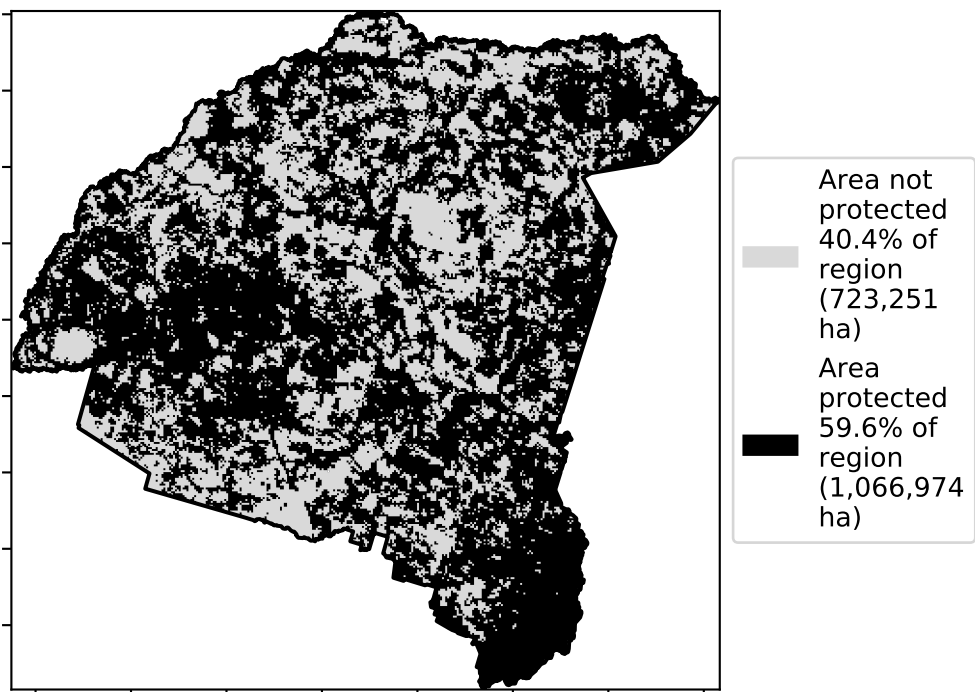 Area not
protected
40.4% of
region
(723,251
ha)
Area
protected
59.6% of
region
(1,066,974
ha)